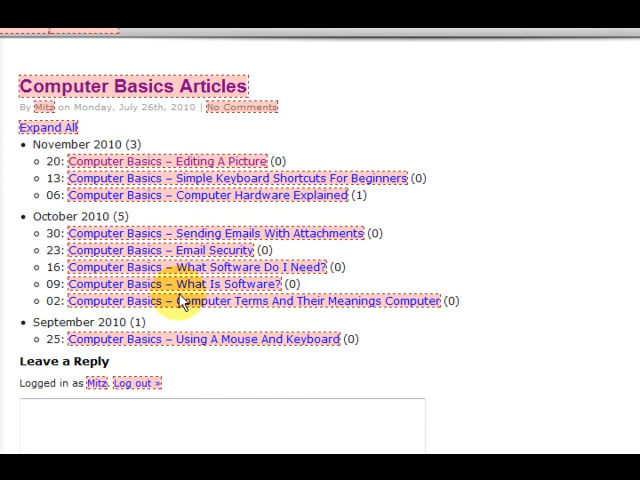 Computer Basics Articles
By Mitz on Monday, July 26th, 2010 | No Comments
Expand All
November 2010 (3)
20: Computer Basics – Editing A Picture (0)
13: Computer Basics – Simple Keyboard Shortcuts For Beginners (0)
06: Computer Basics – Computer Hardware Explained (1)
October 2010 (5)
30: Computer Basics – Sending Emails With Attachments (0)
23: Computer Basics – Email Security (0)
16: Computer Basics – What Software Do I Need? (0)
09: Computer Basics – What Is Software? (0)
02: Computer Basics – Computer Terms And Their Meanings Computer (0)
September 2010 (1)
25: Computer Basics – Using A Mouse And Keyboard (0)
Leave a Reply
Logged in as Mitz. Log out »